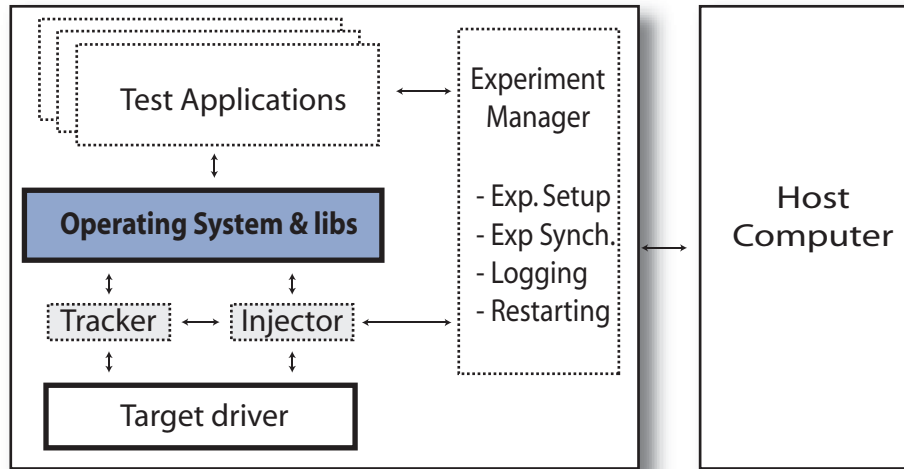 Test Applications
Experiment
Manager
- Exp. Setup
- Exp Synch.
- Logging
- Restarting
Operating System & libs
Tracker
Injector
Target driver
Host
Computer